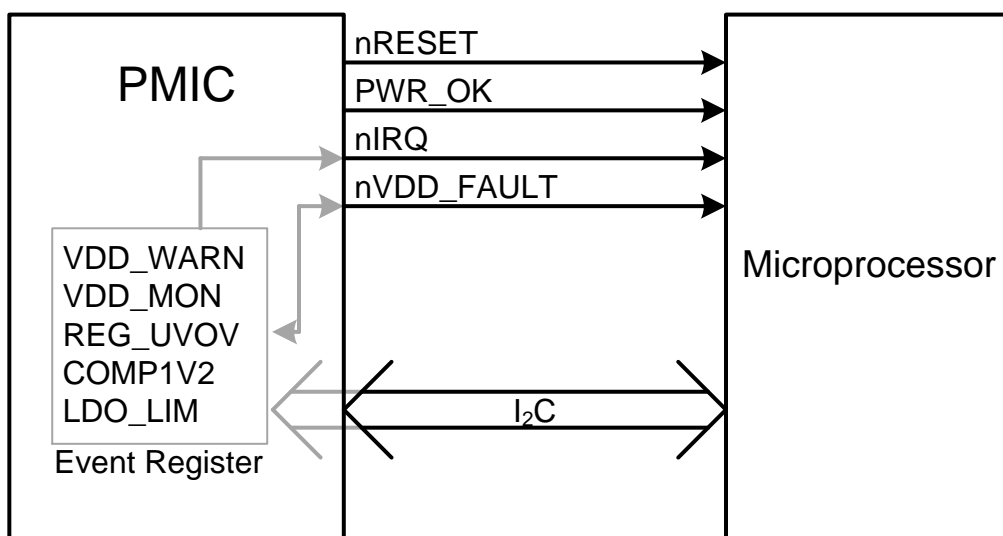 PMIC
nRESET
PWR_OK
nIRQ
nVDD_FAULT
VDD_WARN
VDD_MON
REG_UVOV
COMP1V2
LDO_LIM
Event Register
I₂C
Microprocessor